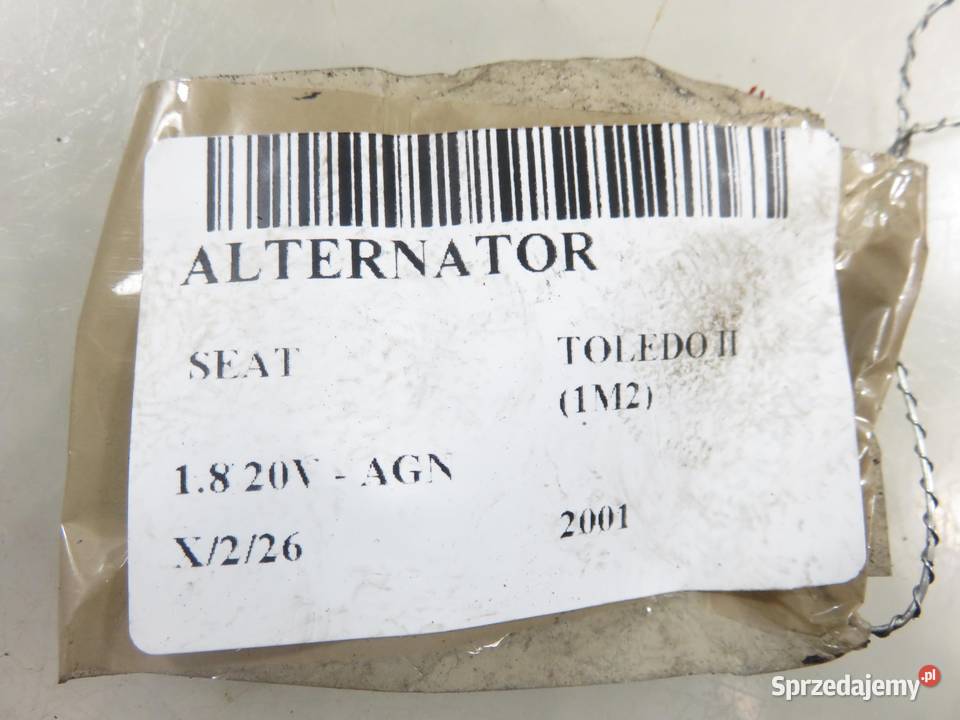 ALTERNATOR
SEAT
TOLEDO II
(1M2)
1.8 20V - AGN
X/2/26
2001
Sprzedajemy.pl